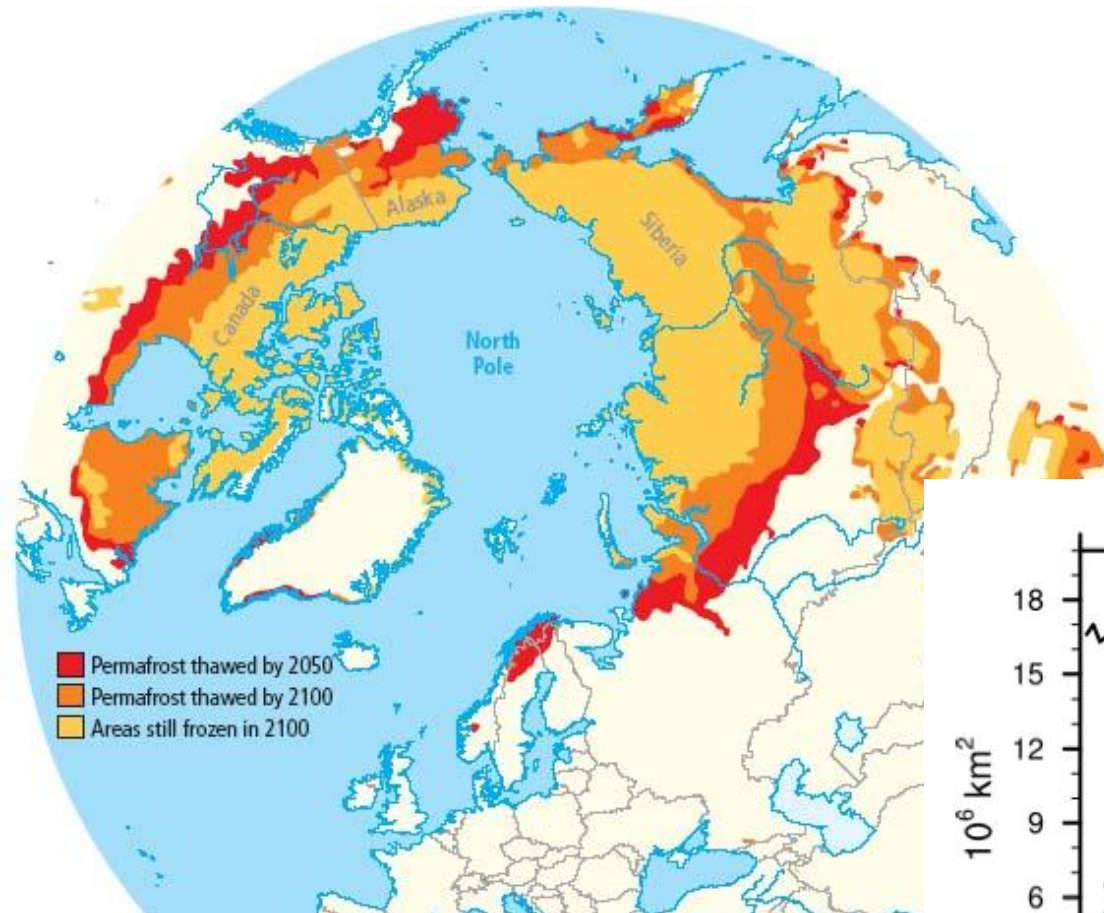 Alaska
Siberia
Canada
North
Pole
Permafrost thawed by 2050
Permafrost thawed by 2100
Areas still frozen in 2100
18
15
12
9
6
10⁶ km²